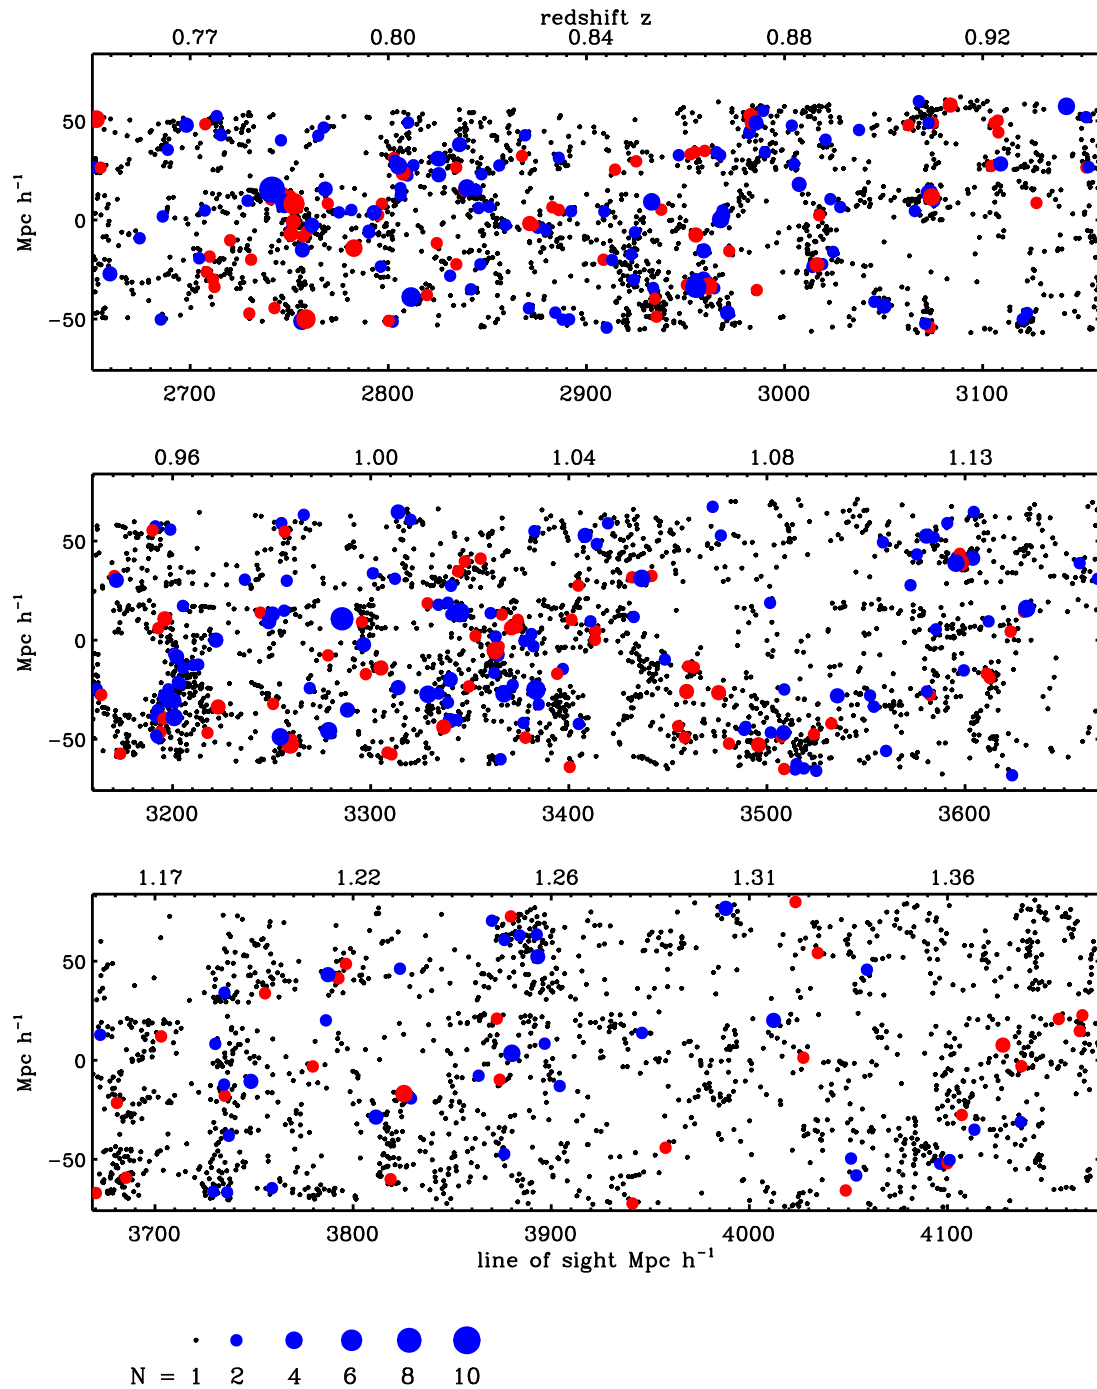 redshift z
0.77 0.80 0.84 0.88 0.92
50
0
−50
Mpc h⁻¹
2700 2800 2900 3000 3100
0.96 1.00 1.04 1.08 1.13
50
0
−50
Mpc h⁻¹
3200 3300 3400 3500 3600
1.17 1.22 1.26 1.31 1.36
50
0
−50
Mpc h⁻¹
3700 3800 3900 4000 4100
line of sight Mpc h⁻¹
N = 1 2 4 6 8 10